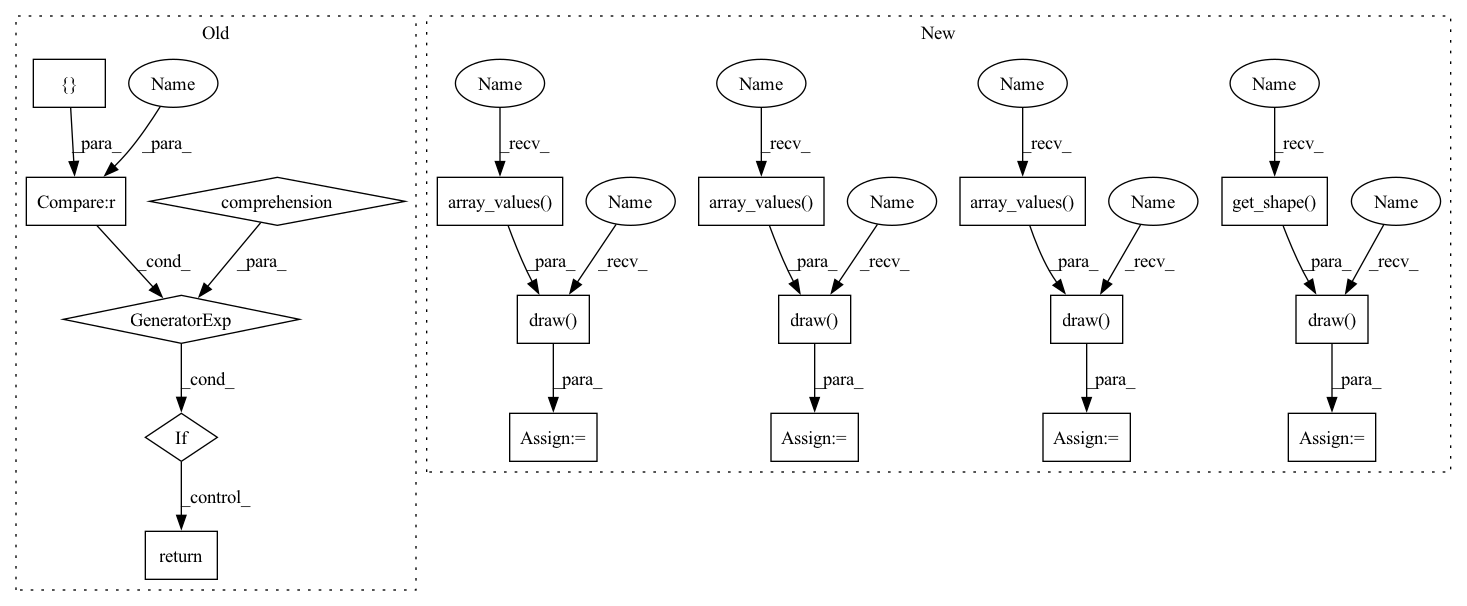 Old
New
{}
Name
Name
Name
Name
Name
_para_
_para_
_recv_
_recv_
_recv_
_recv_
Compare:r
comprehension
array_values()
Name
array_values()
Name
array_values()
Name
get_shape()
Name
_cond_
_para_
_para_
_recv_
_para_
_recv_
_para_
_recv_
_para_
_recv_
GeneratorExp
draw()
draw()
draw()
draw()
_cond_
_para_
_para_
_para_
_para_
If
Assign:=
Assign:=
Assign:=
Assign:=
_control_
return